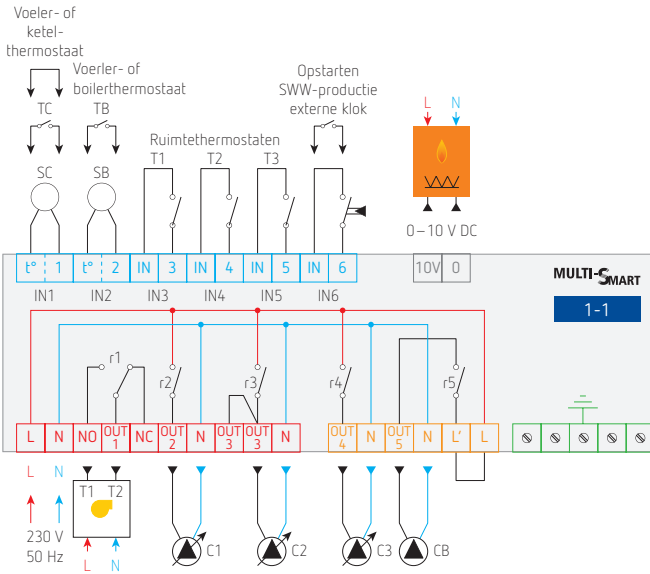 Voeler- of
ketel-
thermostaat
Voerler- of
boilerthermostaat
Opstarten
SWW-productie
externe klok
L N
TC TB
Ruimtethermostaten
T1 T2 T3
SC SB
0–10 V DC
t° 1 t° 2 IN 3 IN 4 IN 5 IN 6 10V 0
IN1 IN2 IN3 IN4 IN5 IN6
MULTI-SMART
1-1
r1 r2 r3 r4 r5
L N NO OUT 1 NC OUT 2 N OUT 3 OUT 3 N OUT 4 N OUT 5 N L' L
L N T1 T2
230 V
50 Hz
C1 C2 C3 CB
L N